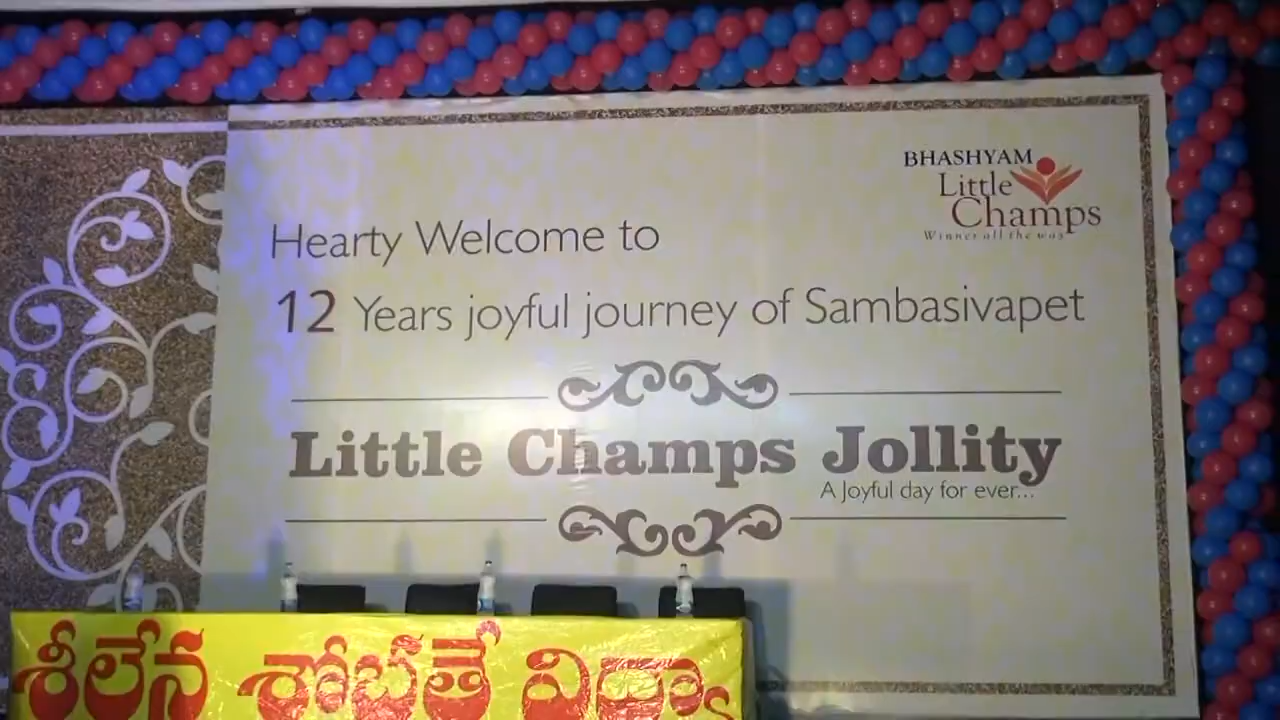 BHASHYAM
Little
Champs
Winner all the way
Hearty Welcome to
12 Years joyful journey of Sambasivapet
Little Champs Jollity
A Joyful day for ever...
శీలేన శోభతే విద్యా